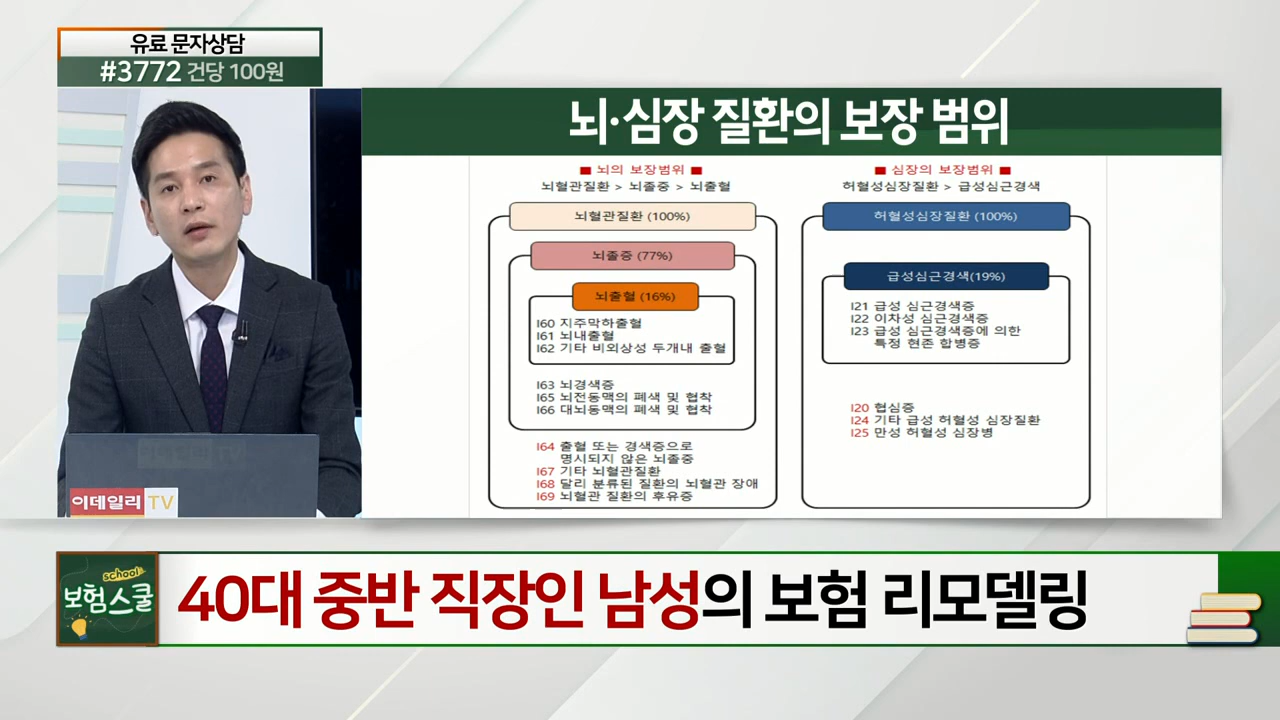 유료 문자상담
#3772 건당 100원
뇌·심장 질환의 보장 범위
■ 뇌의 보장범위 ■
뇌혈관질환 > 뇌졸중 > 뇌출혈
뇌혈관질환 (100%)
뇌졸중 (77%)
뇌출혈 (16%)
I60 지주막하출혈
I61 뇌내출혈
I62 기타 비외상성 두개내 출혈
I63 뇌경색증
I65 뇌전동맥의 폐색 및 협착
I66 대뇌동맥의 폐색 및 협착
I64 출혈 또는 경색증으로
명시되지 않은 뇌졸중
I67 기타 뇌혈관질환
I68 달리 분류된 질환의 뇌혈관 장애
I69 뇌혈관 질환의 후유증
■ 심장의 보장범위 ■
허혈성심장질환 > 급성심근경색
허혈성심장질환 (100%)
급성심근경색(19%)
I21 급성 심근경색증
I22 이차성 심근경색증
I23 급성 심근경색증에 의한
특정 현존 합병증
I20 협심증
I24 기타 급성 허혈성 심장질환
I25 만성 허혈성 심장병
이데일리 TV
이데일리 TV
school
보험스쿨
40대 중반 직장인 남성의 보험 리모델링